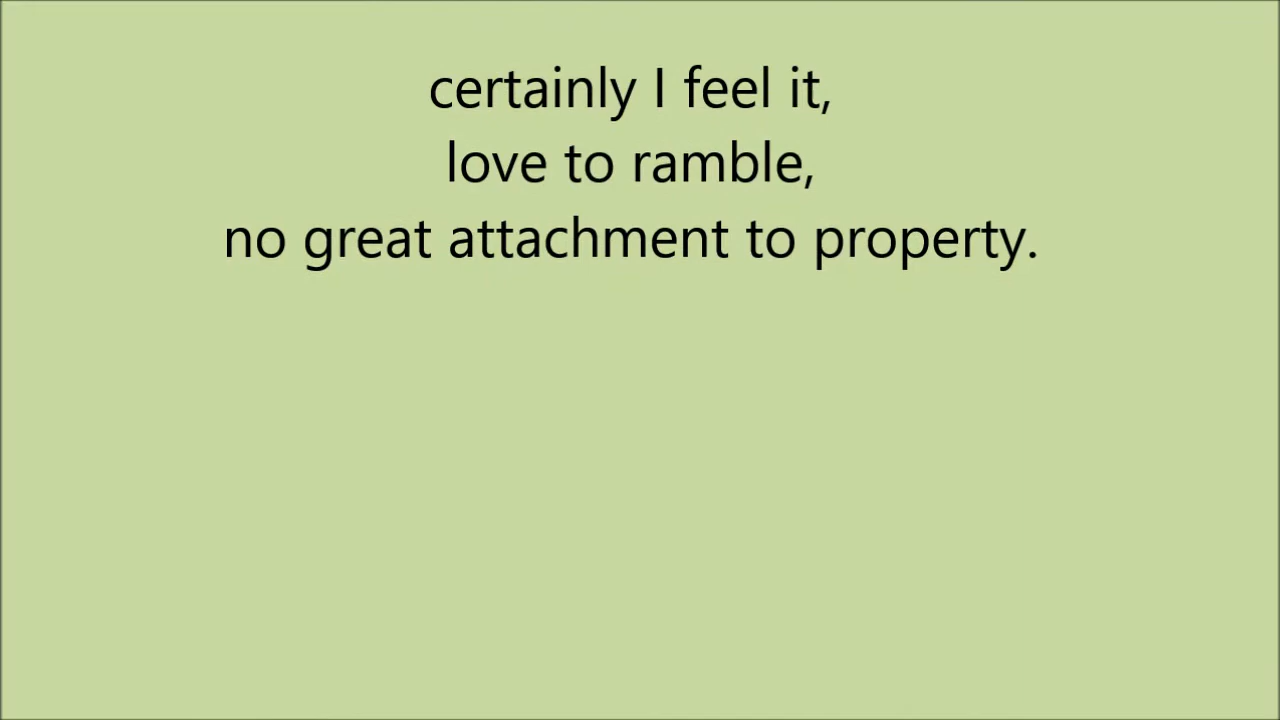 certainly I feel it,
love to ramble,
no great attachment to property.